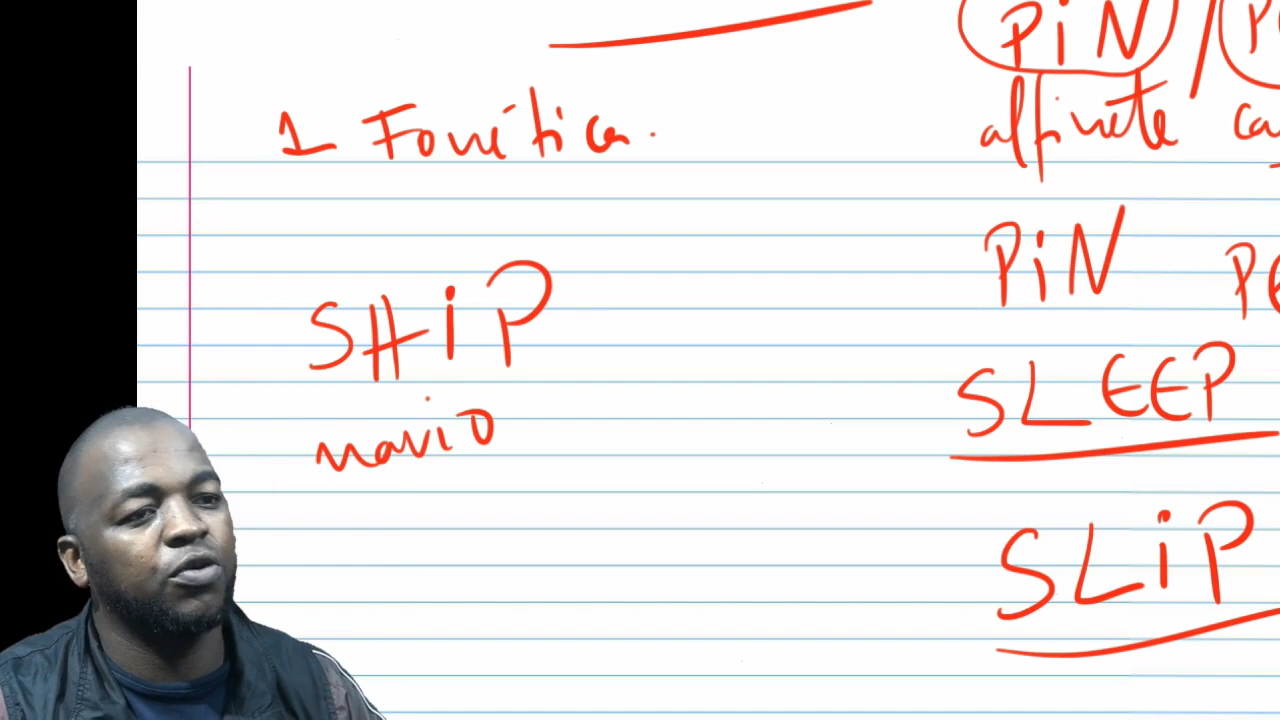 1 Fonética.
SHiP
navio
PiN /
alfinete
PiN
SLEEP
SLiP